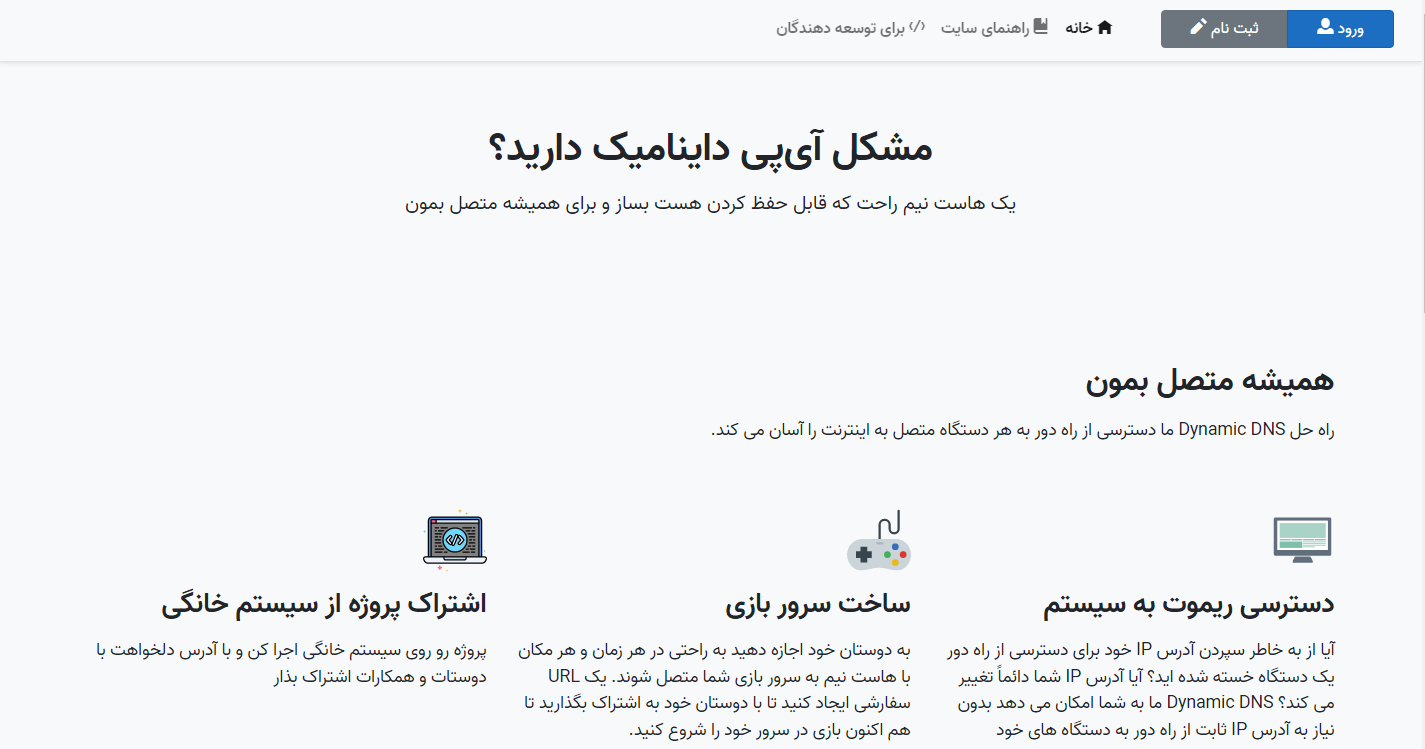 ورود
ثبت نام
خانه
راهنمای سایت
برای توسعه دهندگان
مشکل آی‌پی داینامیک دارید؟
یک هاست نیم راحت که قابل حفظ کردن هست بساز و برای همیشه متصل بمون
همیشه متصل بمون
راه حل Dynamic DNS ما دسترسی از راه دور به هر دستگاه متصل به اینترنت را آسان می کند.
دسترسی ریموت به سیستم
آیا از به خاطر سپردن آدرس IP خود برای دسترسی از راه دور
یک دستگاه خسته شده اید؟ آیا آدرس IP شما دائماً تغییر
می کند؟ Dynamic DNS ما به شما امکان می دهد بدون
نیاز به آدرس IP ثابت از راه دور به دستگاه های خود
ساخت سرور بازی
به دوستان خود اجازه دهید به راحتی در هر زمان و هر مکان
با هاست نیم به سرور بازی شما متصل شوند. یک URL
سفارشی ایجاد کنید تا با دوستان خود به اشتراک بگذارید تا
هم اکنون بازی در سرور خود را شروع کنید.
اشتراک پروژه از سیستم خانگی
پروژه رو روی سیستم خانگی اجرا کن و با آدرس دلخواهت با
دوستات و همکارات اشتراک بذار